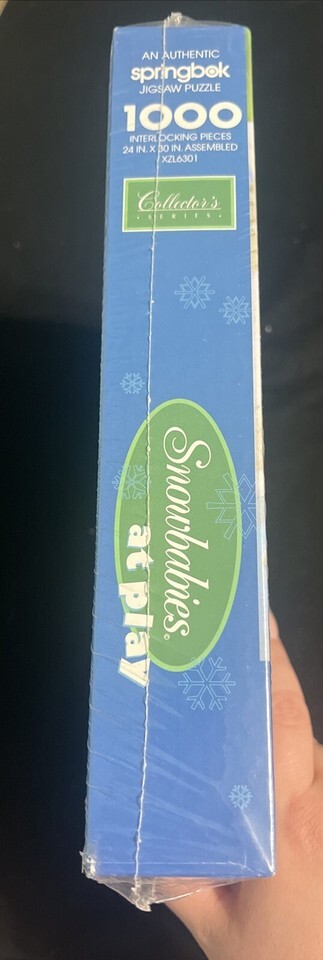 AN AUTHENTIC
springbok
JIGSAW PUZZLE
1000
INTERLOCKING PIECES
24 IN. X 30 IN. ASSEMBLED
XZL6301
Collector's
• SERIES •
Snowbabies®
at play